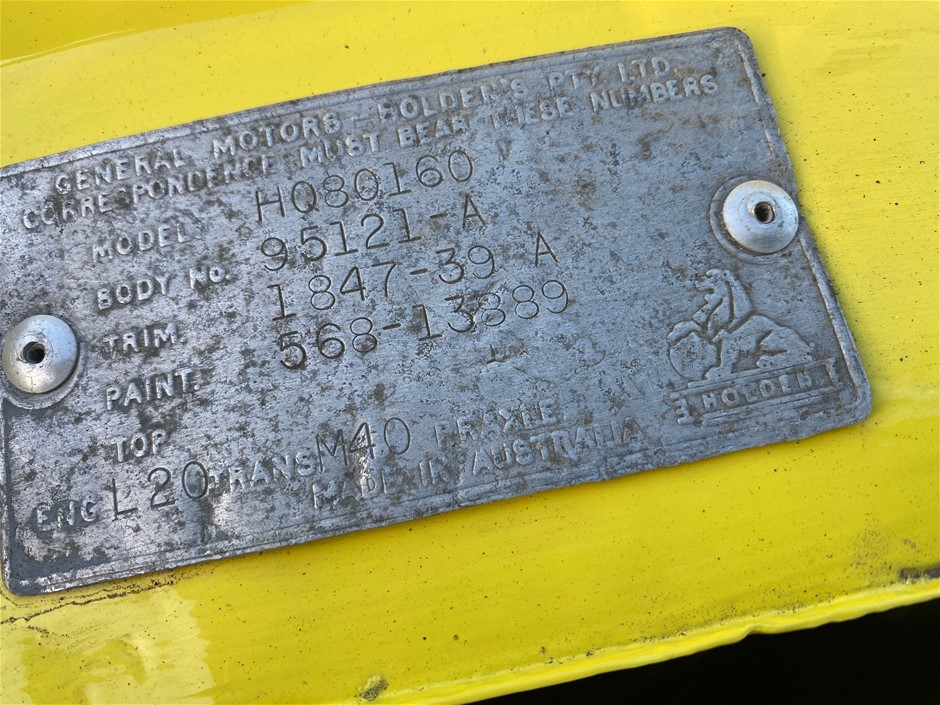 GENERAL MOTORS - HOLDEN'S PTY. LTD.
CORRESPONDENCE MUST BEAR THESE NUMBERS
MODEL HQ80160
BODY No. 95121-A
TRIM. 1847-39 A
PAINT. 568-13889
TOP
ENG L20 TRANS M40 PR.AXLE
MADE IN AUSTRALIA
HOLDEN